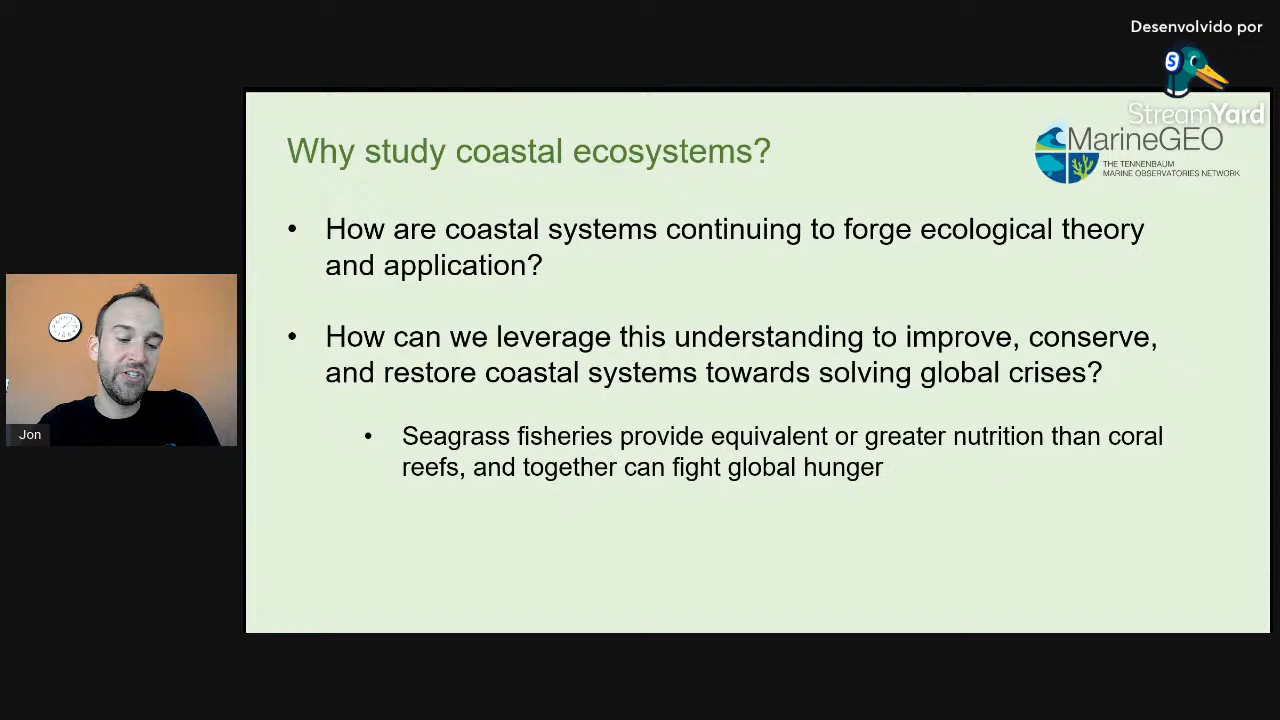 Desenvolvido por
S
StreamYard
Why study coastal ecosystems?
MarineGEO
THE TENNENBAUM
MARINE OBSERVATORIES NETWORK
• How are coastal systems continuing to forge ecological theory
and application?
• How can we leverage this understanding to improve, conserve,
and restore coastal systems towards solving global crises?
• Seagrass fisheries provide equivalent or greater nutrition than coral
reefs, and together can fight global hunger
Jon